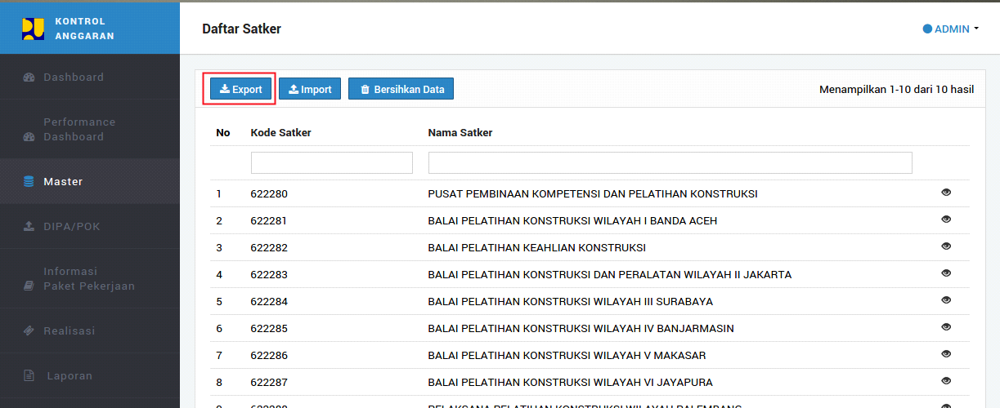 KONTROL
ANGGARAN
Daftar Satker
ADMIN
Dashboard
Performance
Dashboard
Master
DIPA/POK
Informasi
Paket Pekerjaan
Realisasi
Laporan
Export Import Bersihkan Data Menampilkan 1-10 dari 10 hasil
No Kode Satker Nama Satker
1 622280 PUSAT PEMBINAAN KOMPETENSI DAN PELATIHAN KONSTRUKSI
2 622281 BALAI PELATIHAN KONSTRUKSI WILAYAH I BANDA ACEH
3 622282 BALAI PELATIHAN KEAHLIAN KONSTRUKSI
4 622283 BALAI PELATIHAN KONSTRUKSI DAN PERALATAN WILAYAH II JAKARTA
5 622284 BALAI PELATIHAN KONSTRUKSI WILAYAH III SURABAYA
6 622285 BALAI PELATIHAN KONSTRUKSI WILAYAH IV BANJARMASIN
7 622286 BALAI PELATIHAN KONSTRUKSI WILAYAH V MAKASAR
8 622287 BALAI PELATIHAN KONSTRUKSI WILAYAH VI JAYAPURA